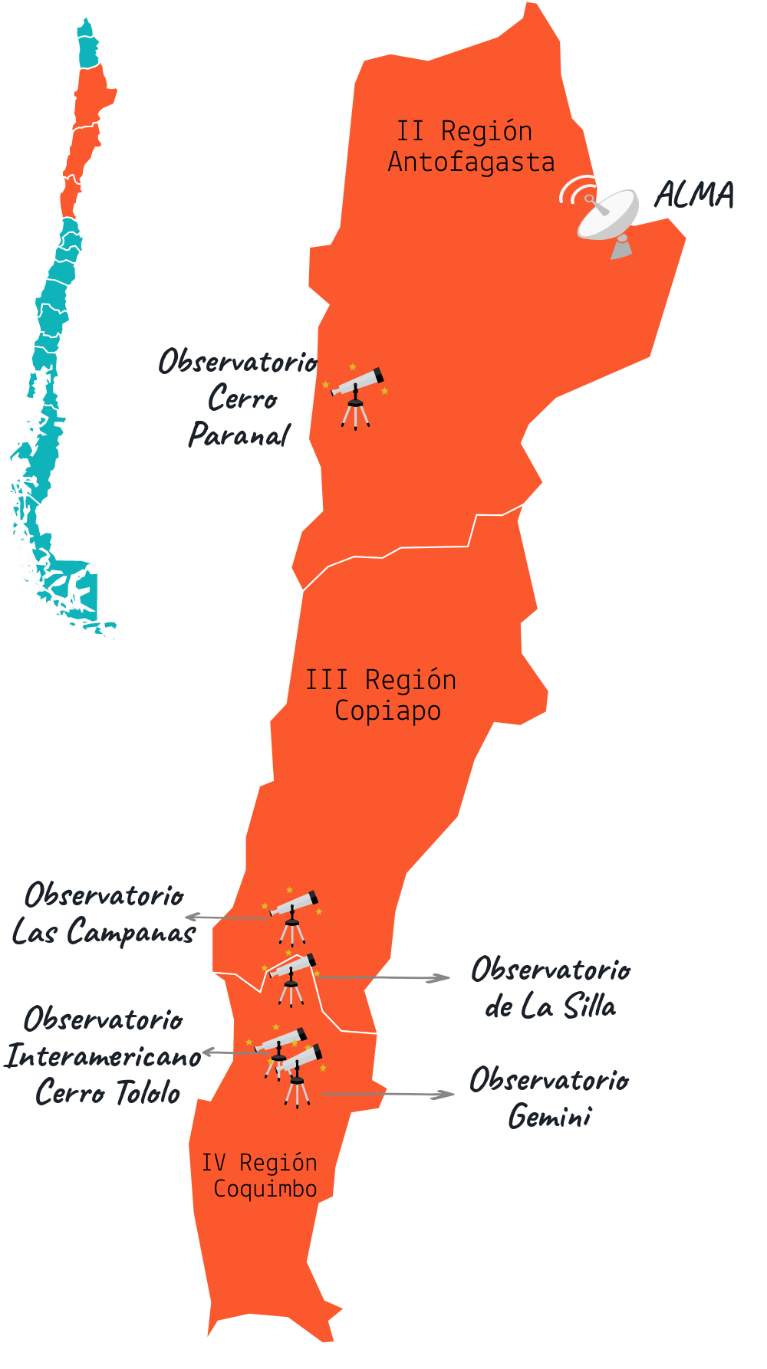 II Región
Antofagasta
ALMA
Observatorio
Cerro
Paranal
III Región
Copiapo
Observatorio
Las Campanas
Observatorio
de La Silla
Observatorio
Interamericano
Cerro Tololo
Observatorio
Gemini
IV Región
Coquimbo